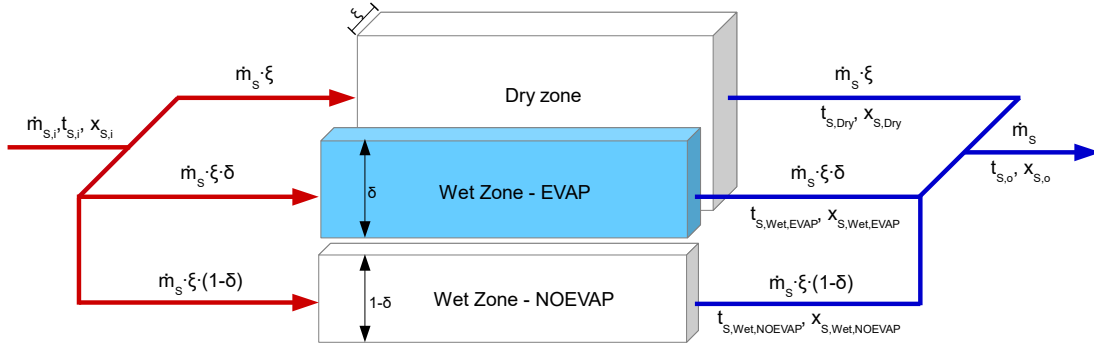 ξ
ṁS·ξ
ṁS·ξ
Dry zone
ṁS,i,tS,i, xS,i
tS,Dry, xS,Dry
ṁS
ṁS·ξ·δ
δ
Wet Zone - EVAP
ṁS·ξ·δ
tS,o, xS,o
tS,Wet,EVAP, xS,Wet,EVAP
ṁS·ξ·(1-δ)
1-δ
Wet Zone - NOEVAP
ṁS·ξ·(1-δ)
tS,Wet,NOEVAP, xS,Wet,NOEVAP